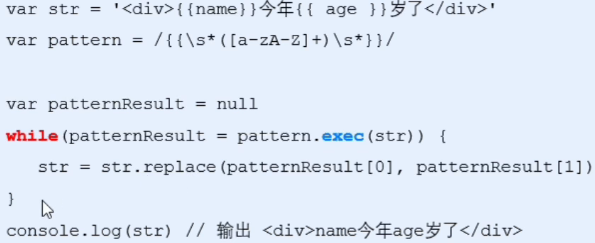 var str = '<div>{{name}}今年{{ age }}岁了</div>'
var pattern = /{{\s*([a-zA-Z]+)\s*}}/
var patternResult = null
while(patternResult = pattern.exec(str)) {
str = str.replace(patternResult[0], patternResult[1])
}
console.log(str) // 输出 <div>name今年age岁了</div>